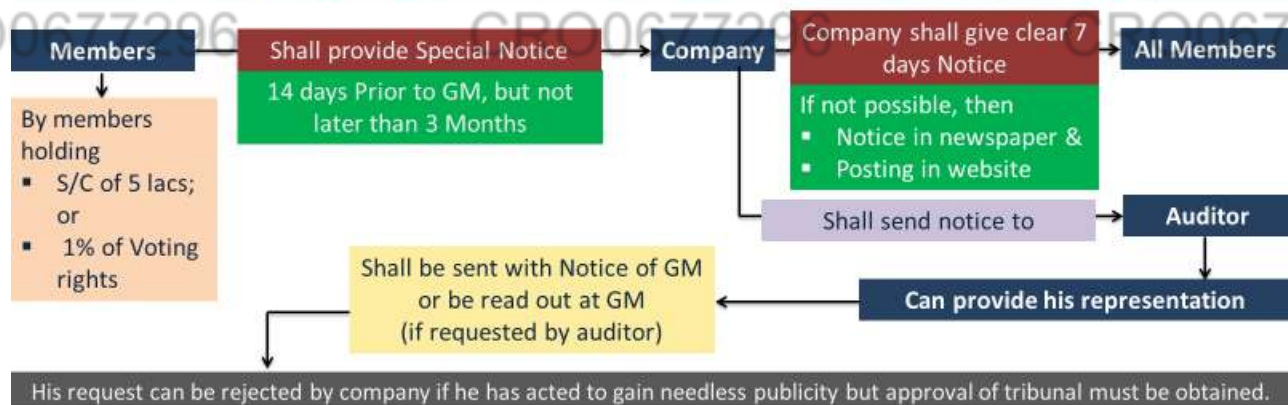 CRO0677296
Members
Shall provide Special Notice
14 days Prior to GM, but not
later than 3 Months
Company
Company shall give clear 7
days Notice
If not possible, then
▪ Notice in newspaper &
▪ Posting in website
All Members
By members
holding
▪ S/C of 5 lacs;
or
▪ 1% of Voting
rights
Shall send notice to
Auditor
Can provide his representation
Shall be sent with Notice of GM
or be read out at GM
(if requested by auditor)
His request can be rejected by company if he has acted to gain needless publicity but approval of tribunal must be obtained.